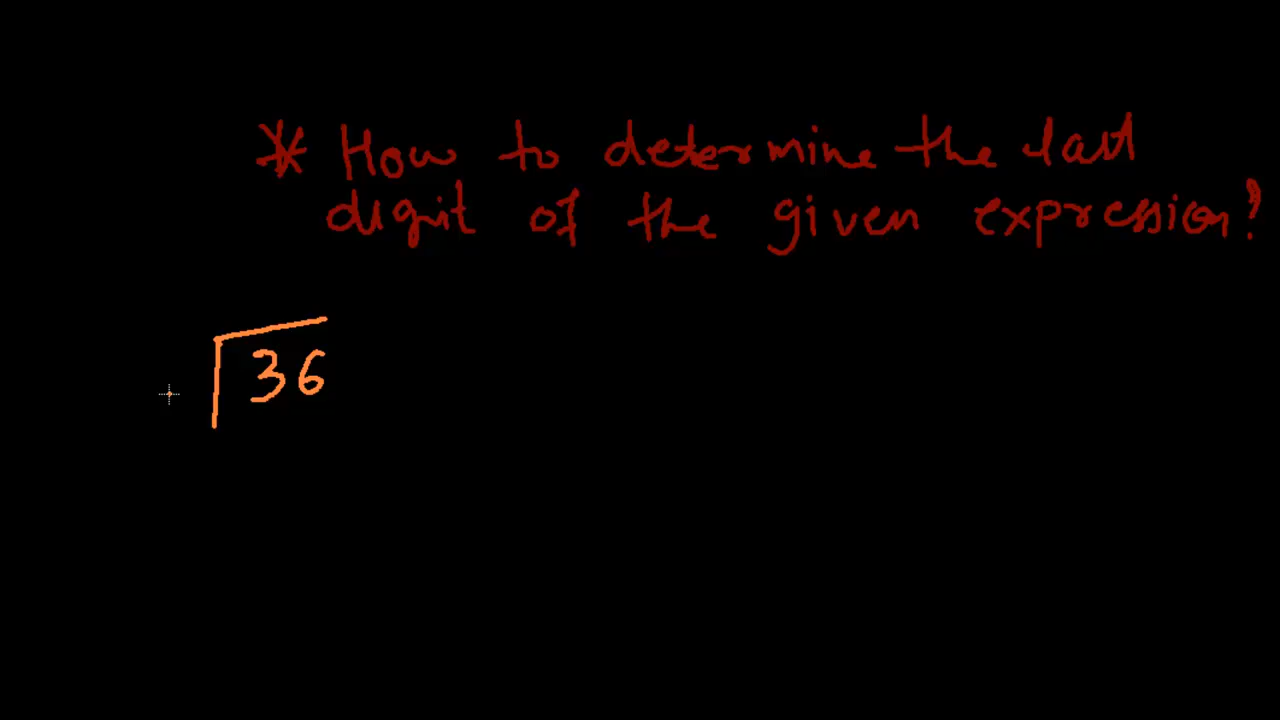 * How to determine the last
digit of the given expression?
36